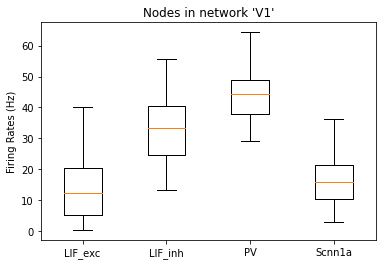 Nodes in network 'V1'
Firing Rates (Hz)
60
50
40
30
20
10
0
LIF_exc LIF_inh PV Scnn1a